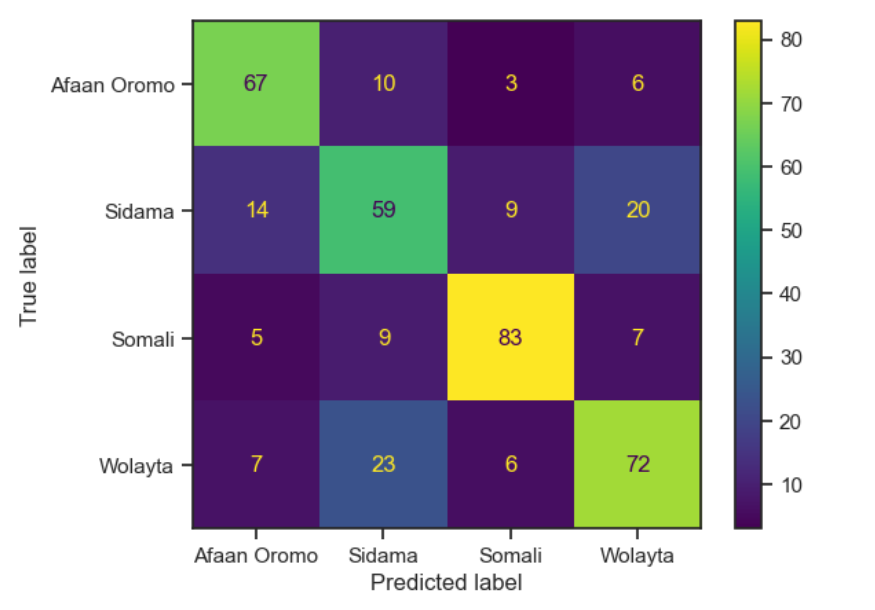 Afaan Oromo 67 10 3 6
Sidama 14 59 9 20
Somali 5 9 83 7
Wolayta 7 23 6 72
Afaan Oromo Sidama Somali Wolayta
Predicted label
True label
80
70
60
50
40
30
20
10